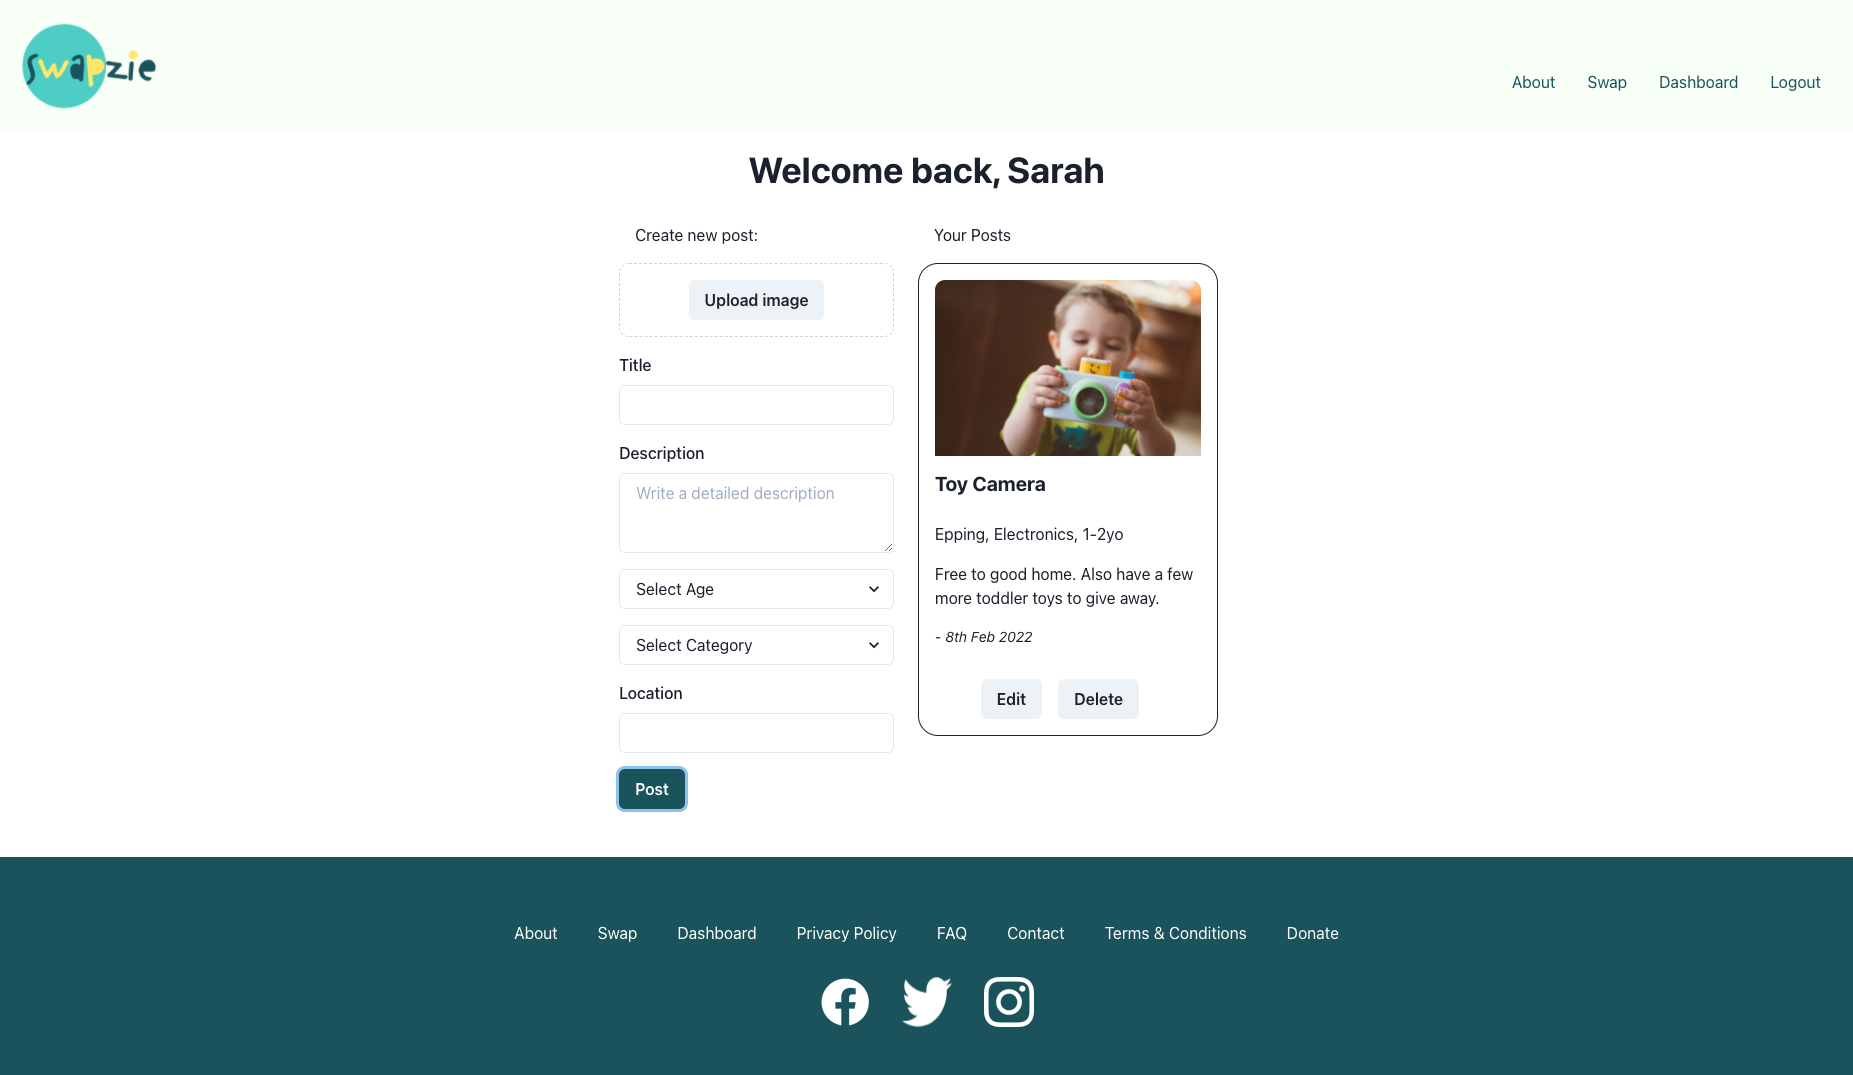 swapzie
About Swap Dashboard Logout
Welcome back, Sarah
Create new post:
Upload image
Title
Description
Write a detailed description
Select Age
Select Category
Location
Post
Your Posts
Toy Camera
Epping, Electronics, 1-2yo
Free to good home. Also have a few
more toddler toys to give away.
- 8th Feb 2022
Edit Delete
About Swap Dashboard Privacy Policy FAQ Contact Terms & Conditions Donate